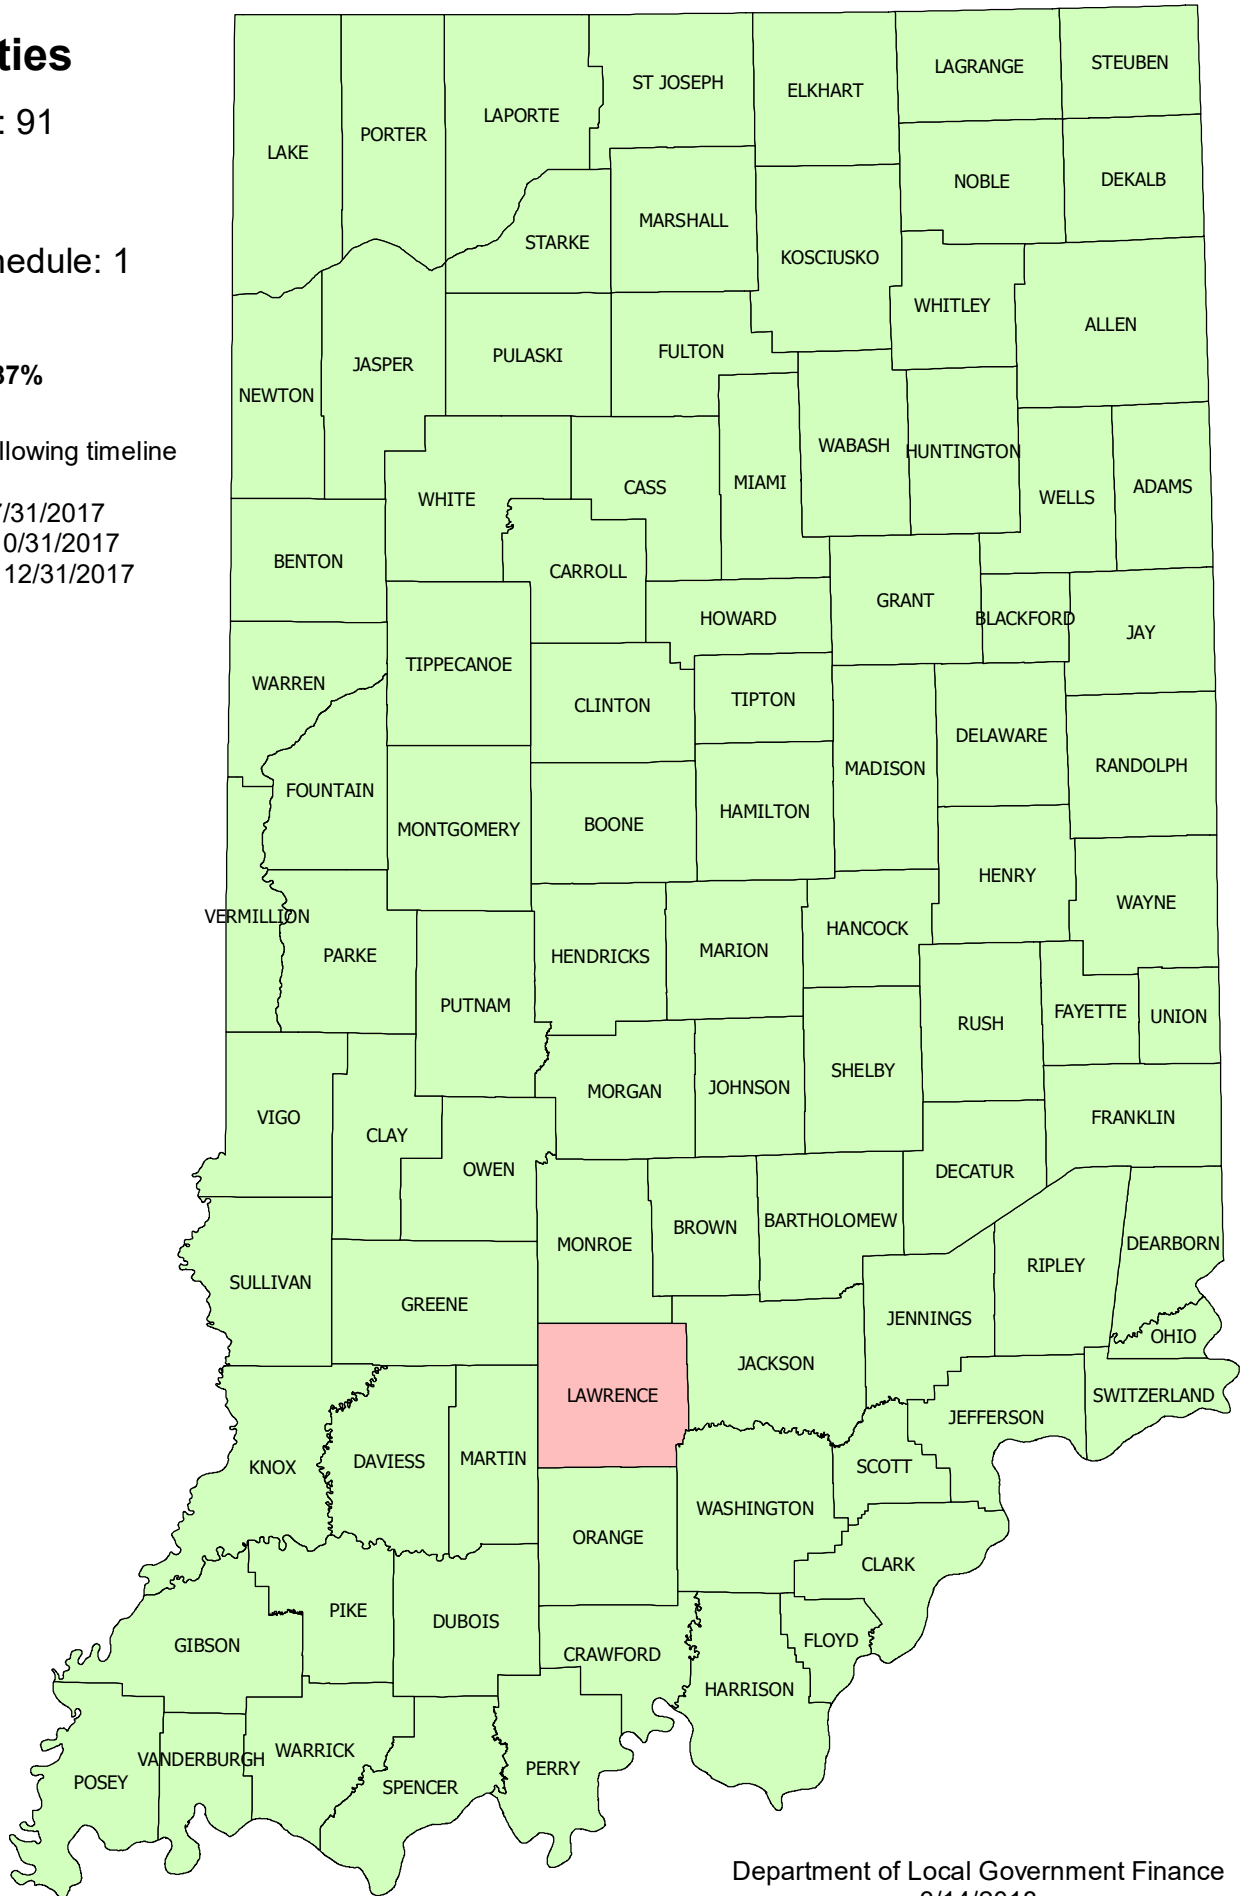 ties
: 91
nedule: 1
37%
llowing timeline
/31/2017
0/31/2017
12/31/2017
LAKE
PORTER
LAPORTE
ST JOSEPH
ELKHART
LAGRANGE
STEUBEN
NOBLE
DEKALB
STARKE
MARSHALL
KOSCIUSKO
WHITLEY
ALLEN
NEWTON
JASPER
PULASKI
FULTON
WABASH
HUNTINGTON
WHITE
CASS
MIAMI
WELLS
ADAMS
BENTON
CARROLL
HOWARD
GRANT
BLACKFORD
JAY
WARREN
TIPPECANOE
CLINTON
TIPTON
DELAWARE
RANDOLPH
MADISON
FOUNTAIN
MONTGOMERY
BOONE
HAMILTON
HENRY
WAYNE
VERMILLION
PARKE
HENDRICKS
MARION
HANCOCK
PUTNAM
RUSH
FAYETTE
UNION
SHELBY
MORGAN
JOHNSON
VIGO
CLAY
FRANKLIN
OWEN
DECATUR
MONROE
BROWN
BARTHOLOMEW
DEARBORN
RIPLEY
SULLIVAN
GREENE
JENNINGS
OHIO
LAWRENCE
JACKSON
SWITZERLAND
JEFFERSON
KNOX
DAVIESS
MARTIN
SCOTT
WASHINGTON
ORANGE
CLARK
PIKE
DUBOIS
GIBSON
CRAWFORD
FLOYD
HARRISON
POSEY
VANDERBURGH
WARRICK
SPENCER
PERRY
Department of Local Government Finance